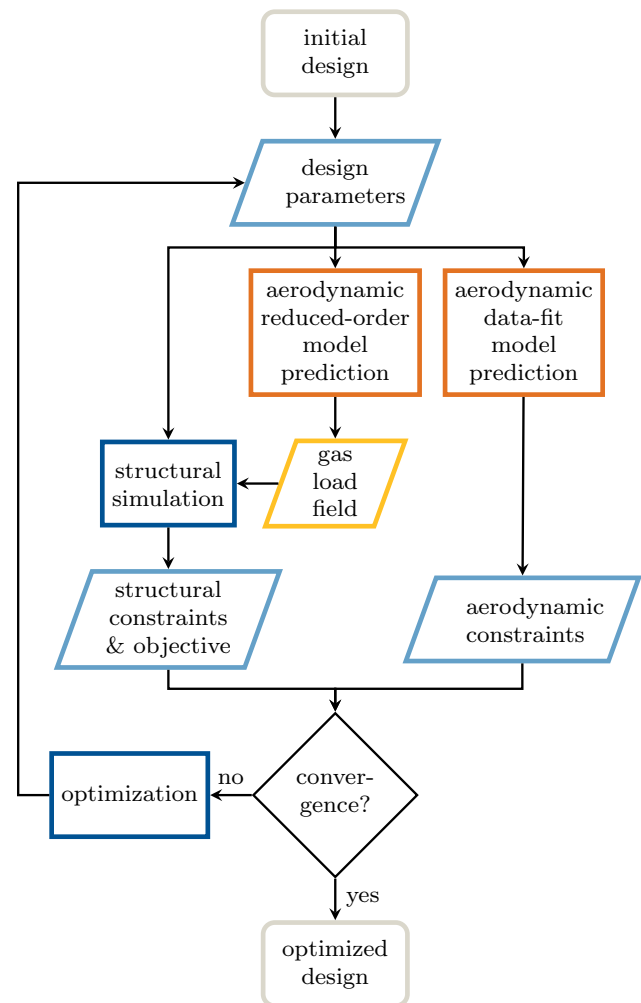 initial
design
design
parameters
aerodynamic
reduced-order
model
prediction
aerodynamic
data-fit
model
prediction
structural
simulation
gas
load
field
structural
constraints
& objective
aerodynamic
constraints
optimization
no
conver-
gence?
yes
optimized
design